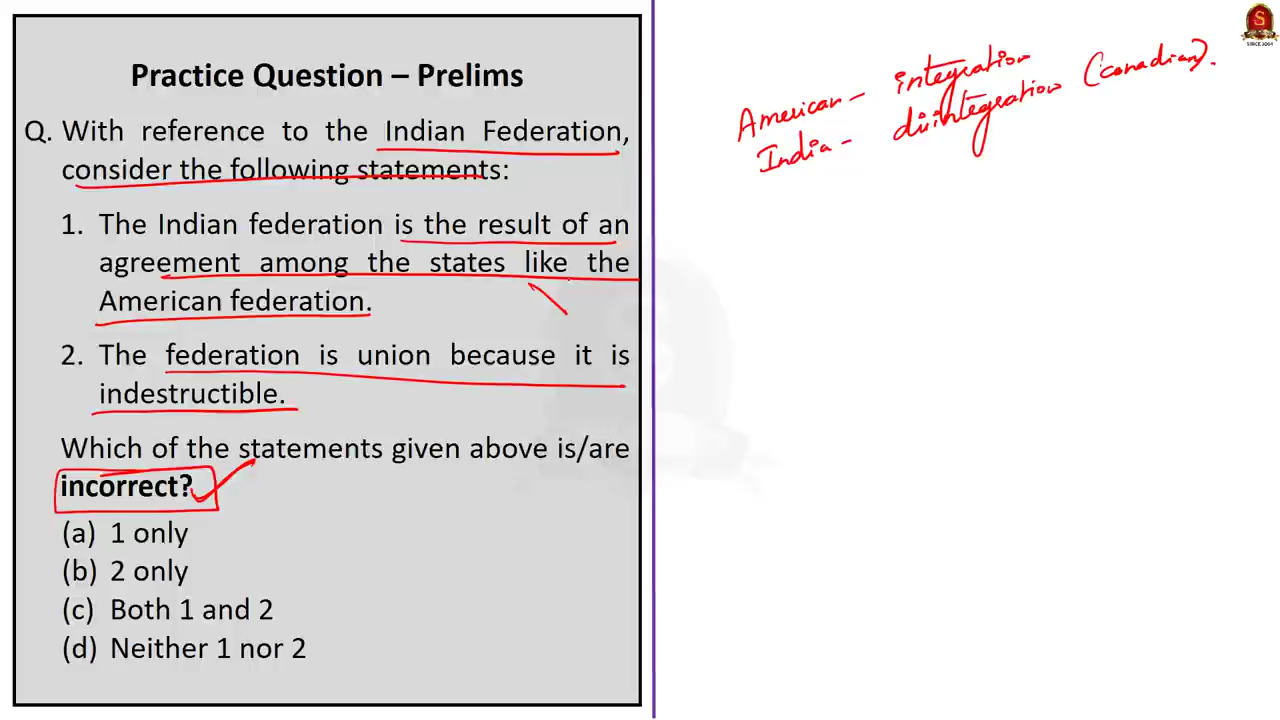 Practice Question – Prelims
Q. With reference to the Indian Federation,
consider the following statements:
1. The Indian federation is the result of an
agreement among the states like the
American federation.
2. The federation is union because it is
indestructible.
Which of the statements given above is/are
incorrect?
(a) 1 only
(b) 2 only
(c) Both 1 and 2
(d) Neither 1 nor 2
American - integration
India - disintegration (Canadian).
S
SINCE 2004